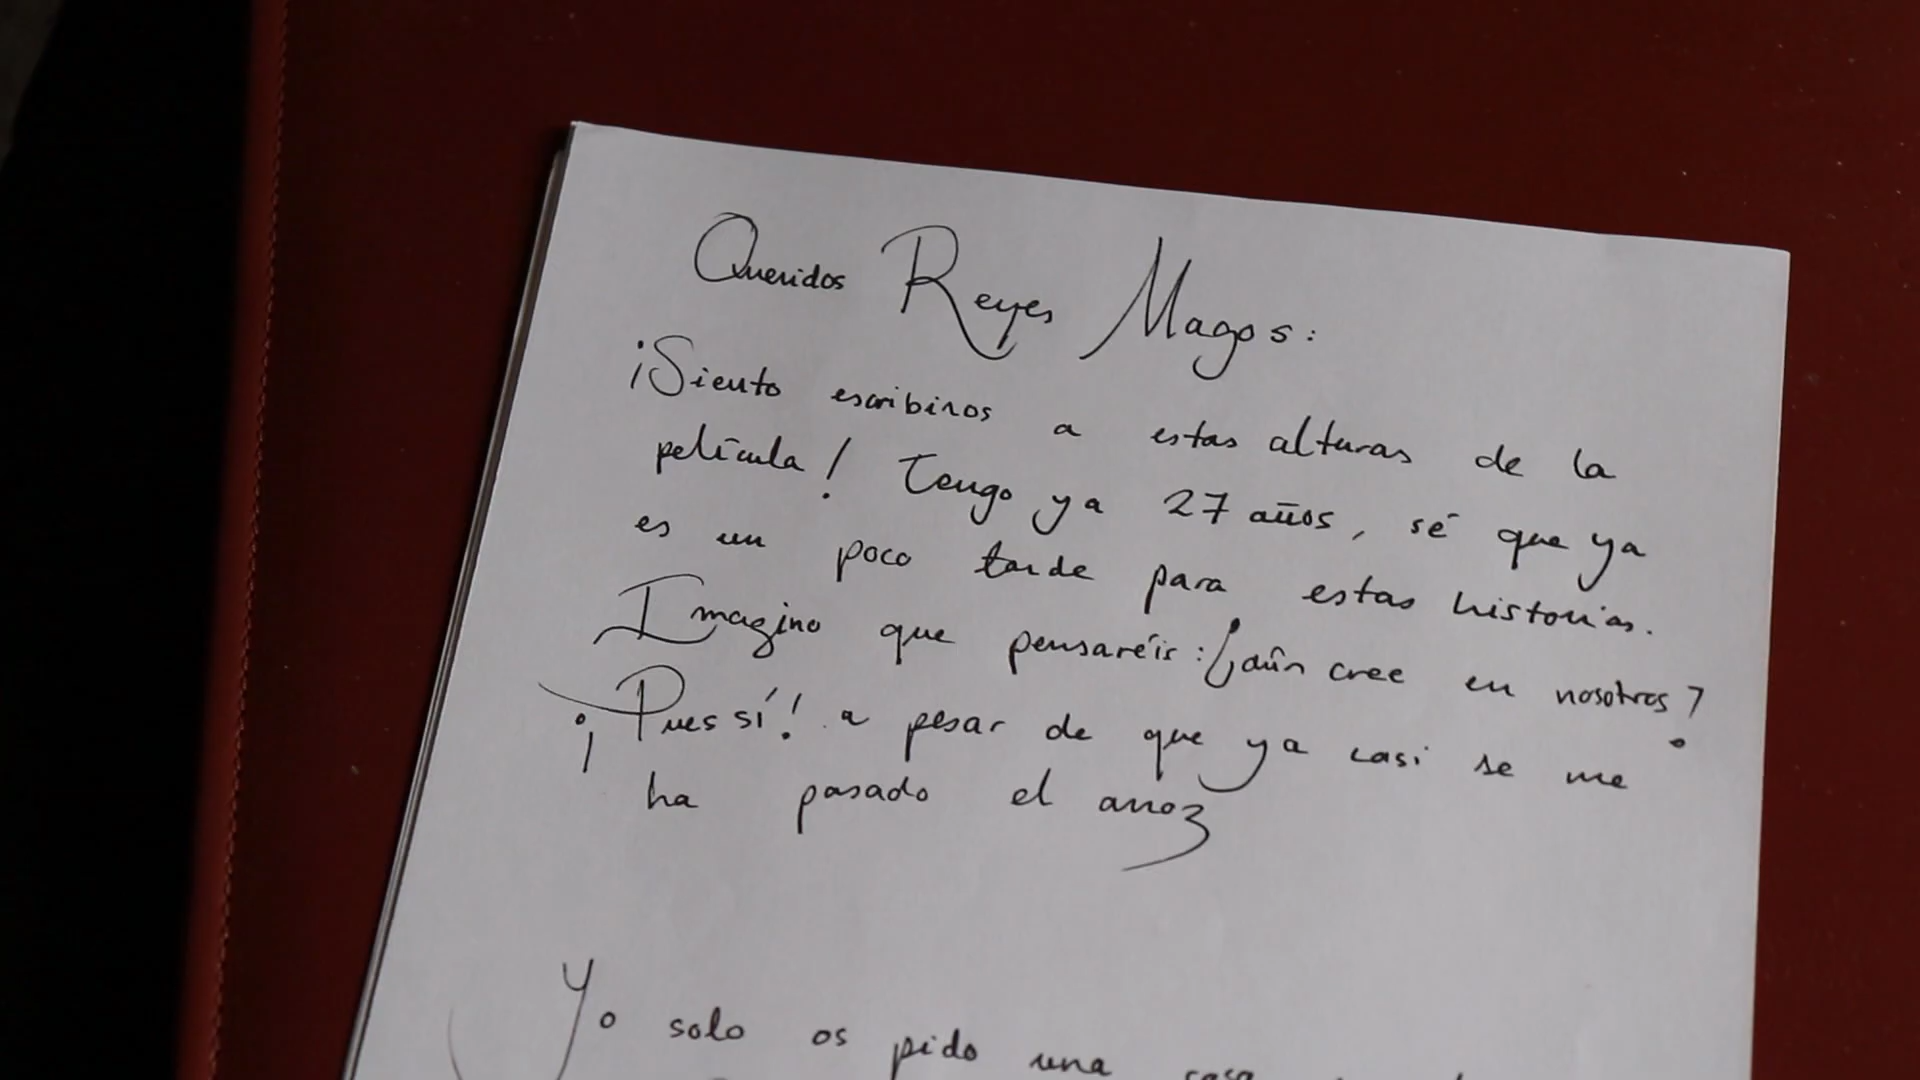 Queridos Reyes Magos:
¡Siento escribiros a estas alturas de la
película! Tengo ya 27 años, sé que ya
es un poco tarde para estas historias.
Imagino que pensaréis: ¿aún cree en nosotros?
¡Pues sí! a pesar de que ya casi se me
ha pasado el arroz
Yo solo os pido una cosa